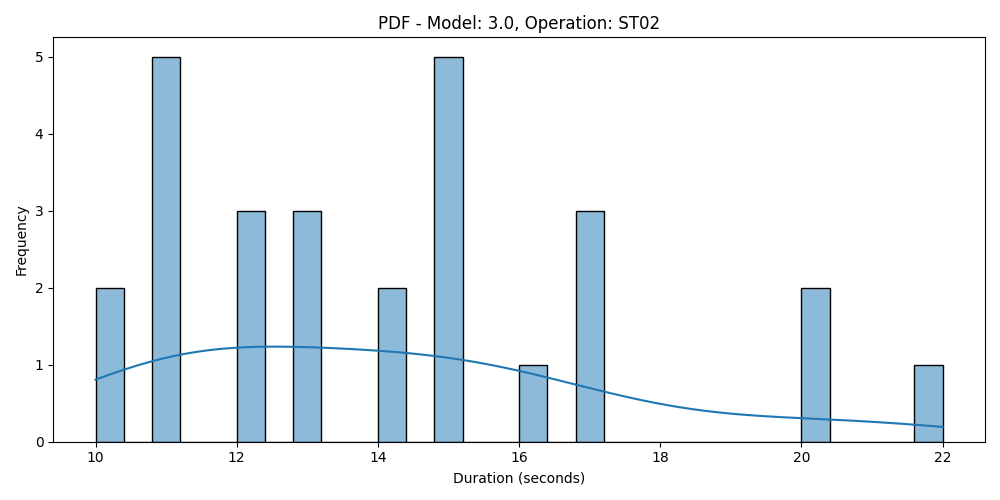 PDF - Model: 3.0, Operation: ST02
Frequency
5
4
3
2
1
0
10 12 14 16 18 20 22
Duration (seconds)